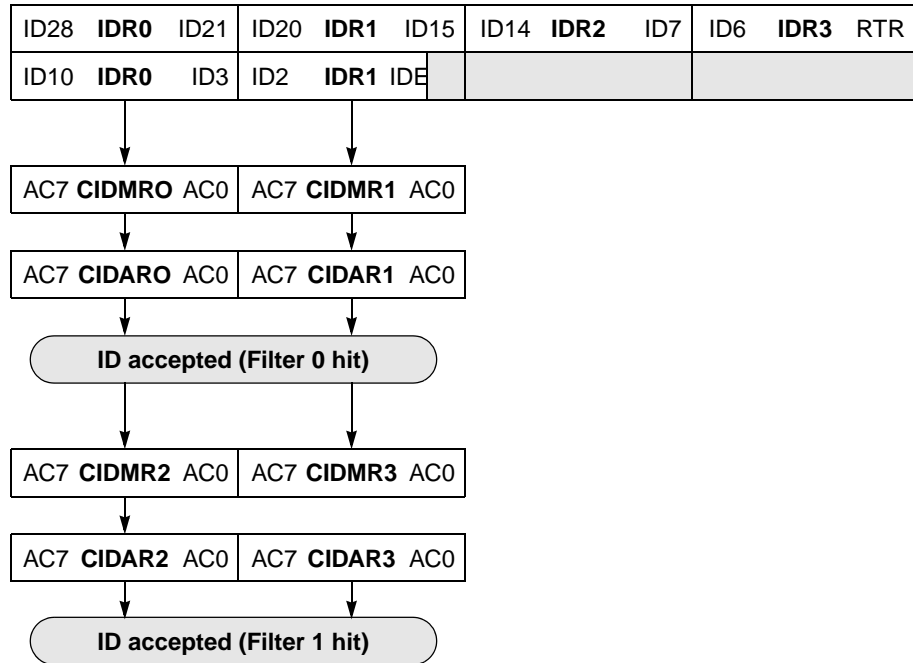 ID28 IDR0 ID21 ID20 IDR1 ID15 ID14 IDR2 ID7 ID6 IDR3 RTR
ID10 IDR0 ID3 ID2 IDR1 IDE
AC7 CIDMRO AC0 AC7 CIDMR1 AC0
AC7 CIDARO AC0 AC7 CIDAR1 AC0
ID accepted (Filter 0 hit)
AC7 CIDMR2 AC0 AC7 CIDMR3 AC0
AC7 CIDAR2 AC0 AC7 CIDAR3 AC0
ID accepted (Filter 1 hit)